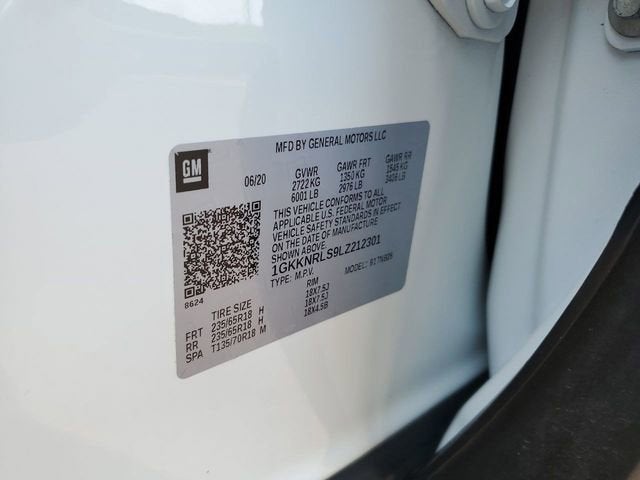 MFD BY GENERAL MOTORS LLC
GM
06/20
GVWR GAWR FRT GAWR RR
2722 KG 1350 KG 1545 KG
6001 LB 2976 LB 3406 LB
THIS VEHICLE CONFORMS TO ALL
APPLICABLE U.S. FEDERAL MOTOR
VEHICLE SAFETY STANDARDS IN EFFECT
ON THE DATE OF MANUFACTURE
SHOWN ABOVE.
1GKKNRLS9LZ212301
TYPE: M.P.V. MODEL:
8624
TIRE SIZE RIM
FRT 235/65R18 H 18X7.5J
RR 235/65R18 H 18X7.5J
SPA T135/70R18 M 18X4.5B